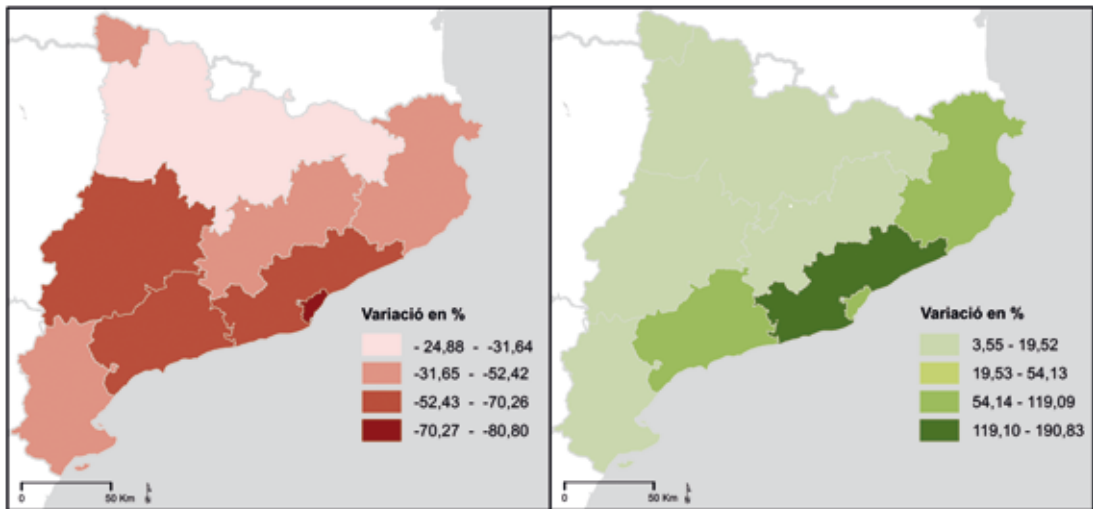 Variació en %
- 24,88 - -31,64
-31,65 - -52,42
-52,43 - -70,26
-70,27 - -80,80
0 50 Km
Variació en %
3,55 - 19,52
19,53 - 54,13
54,14 - 119,09
119,10 - 190,83
0 50 Km